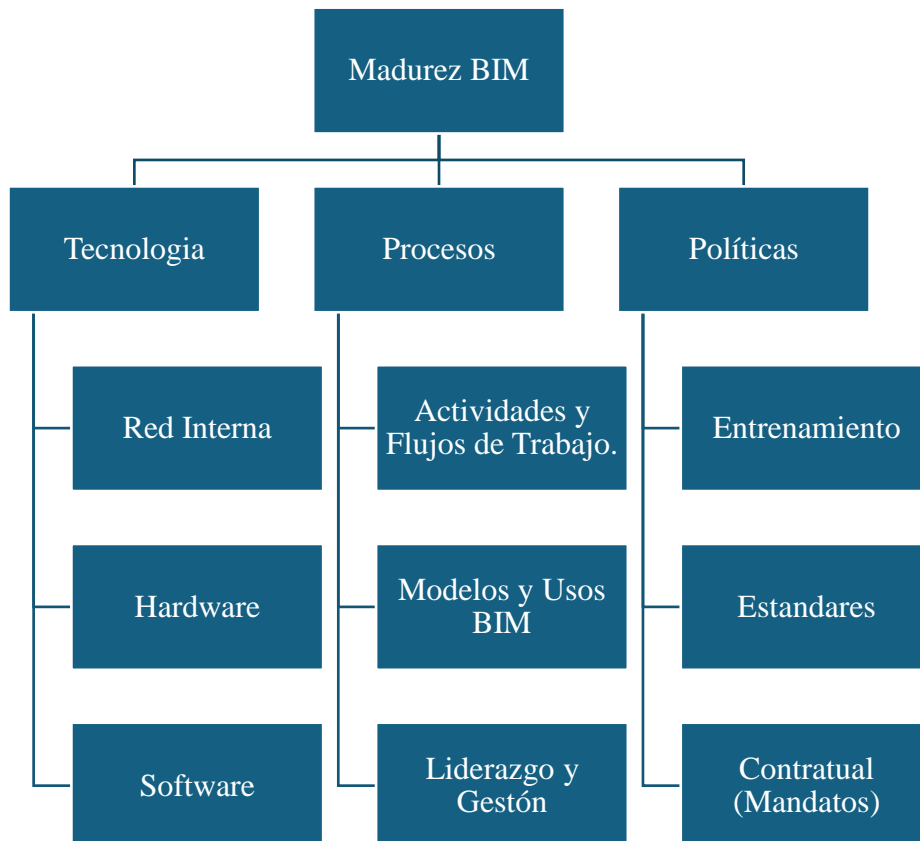 Madurez BIM
Tecnologia
Procesos
Políticas
Red Interna
Actividades y
Flujos de Trabajo.
Entrenamiento
Hardware
Modelos y Usos
BIM
Estandares
Software
Liderazgo y
Gestón
Contratual
(Mandatos)